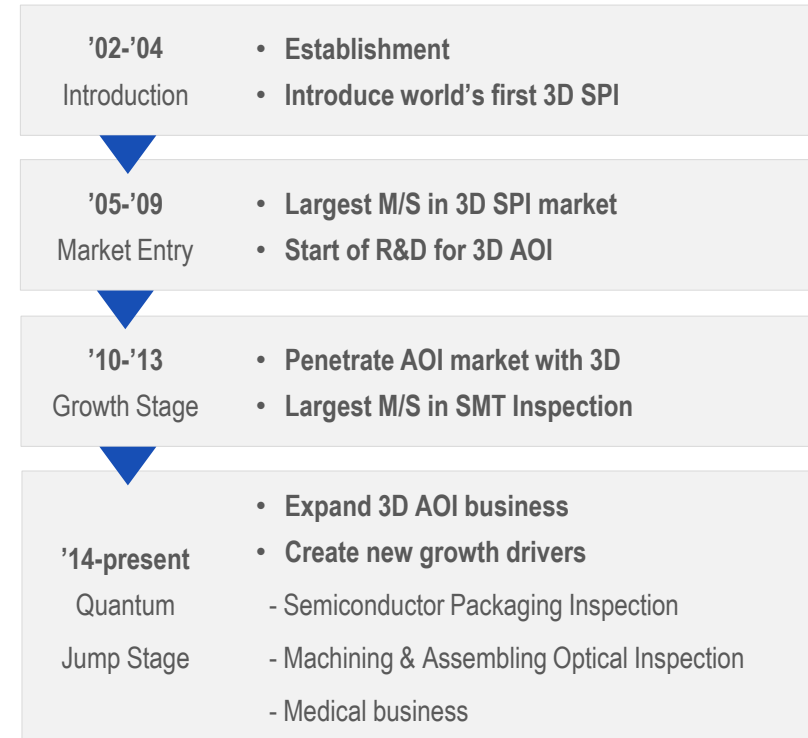 ’02-’04
Introduction
• Establishment
• Introduce world’s first 3D SPI
’05-’09
Market Entry
• Largest M/S in 3D SPI market
• Start of R&D for 3D AOI
’10-’13
Growth Stage
• Penetrate AOI market with 3D
• Largest M/S in SMT Inspection
’14-present
Quantum
Jump Stage
• Expand 3D AOI business
• Create new growth drivers
- Semiconductor Packaging Inspection
- Machining & Assembling Optical Inspection
- Medical business